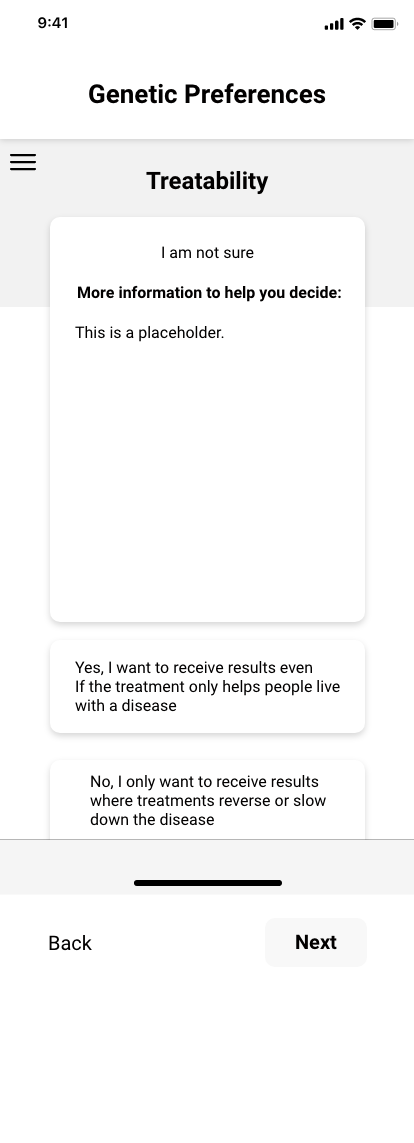 9:41
Genetic Preferences
Treatability
I am not sure
More information to help you decide:
This is a placeholder.
Yes, I want to receive results even
If the treatment only helps people live
with a disease
No, I only want to receive results
where treatments reverse or slow
down the disease
Back
Next